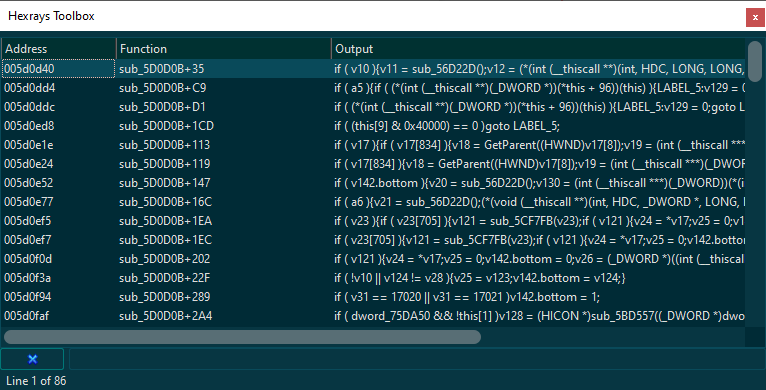 Hexrays Toolbox
Address Function Output
005d0d40 sub_5D0D0B+35 if ( v10 ){v11 = sub_56D22D();v12 = (*(int (__thiscall **)(int, HDC, LONG, LONG,
005d0dd4 sub_5D0D0B+C9 if ( a5 ){if ( (*(int (__thiscall **)(_DWORD *))(*this + 96))(this) ){LABEL_5:v129 = 0
005d0ddc sub_5D0D0B+D1 if ( (*(int (__thiscall **)(_DWORD *))(*this + 96))(this) ){LABEL_5:v129 = 0;goto L
005d0ed8 sub_5D0D0B+1CD if ( (this[9] & 0x40000) == 0 )goto LABEL_5;
005d0e1e sub_5D0D0B+113 if ( v17 ){if ( v17[834] ){v18 = GetParent((HWND)v17[8]);v19 = (int (__thiscall ***
005d0e24 sub_5D0D0B+119 if ( v17[834] ){v18 = GetParent((HWND)v17[8]);v19 = (int (__thiscall ***)(_DWOR
005d0e52 sub_5D0D0B+147 if ( v142.bottom ){v20 = sub_56D22D();v130 = (int (__thiscall ***)(_DWORD))(*(i
005d0e77 sub_5D0D0B+16C if ( a6 ){v21 = sub_56D22D();(*(void (__thiscall **)(int, HDC, _DWORD *, LONG, L
005d0ef5 sub_5D0D0B+1EA if ( v23 ){if ( v23[705] ){v121 = sub_5CF7FB(v23);if ( v121 ){v24 = *v17;v25 = 0;v1
005d0ef7 sub_5D0D0B+1EC if ( v23[705] ){v121 = sub_5CF7FB(v23);if ( v121 ){v24 = *v17;v25 = 0;v142.bottor
005d0f0d sub_5D0D0B+202 if ( v121 ){v24 = *v17;v25 = 0;v142.bottom = 0;v26 = (_DWORD *)((int (__thiscal
005d0f3a sub_5D0D0B+22F if ( !v10 || v124 != v28 ){v25 = v123;v142.bottom = v124;}
005d0f94 sub_5D0D0B+289 if ( v31 == 17020 || v31 == 17021 )v142.bottom = 1;
005d0faf sub_5D0D0B+2A4 if ( dword_75DA50 && !this[1] )v128 = (HICON *)sub_5BD557((_DWORD *)dwo
Line 1 of 86